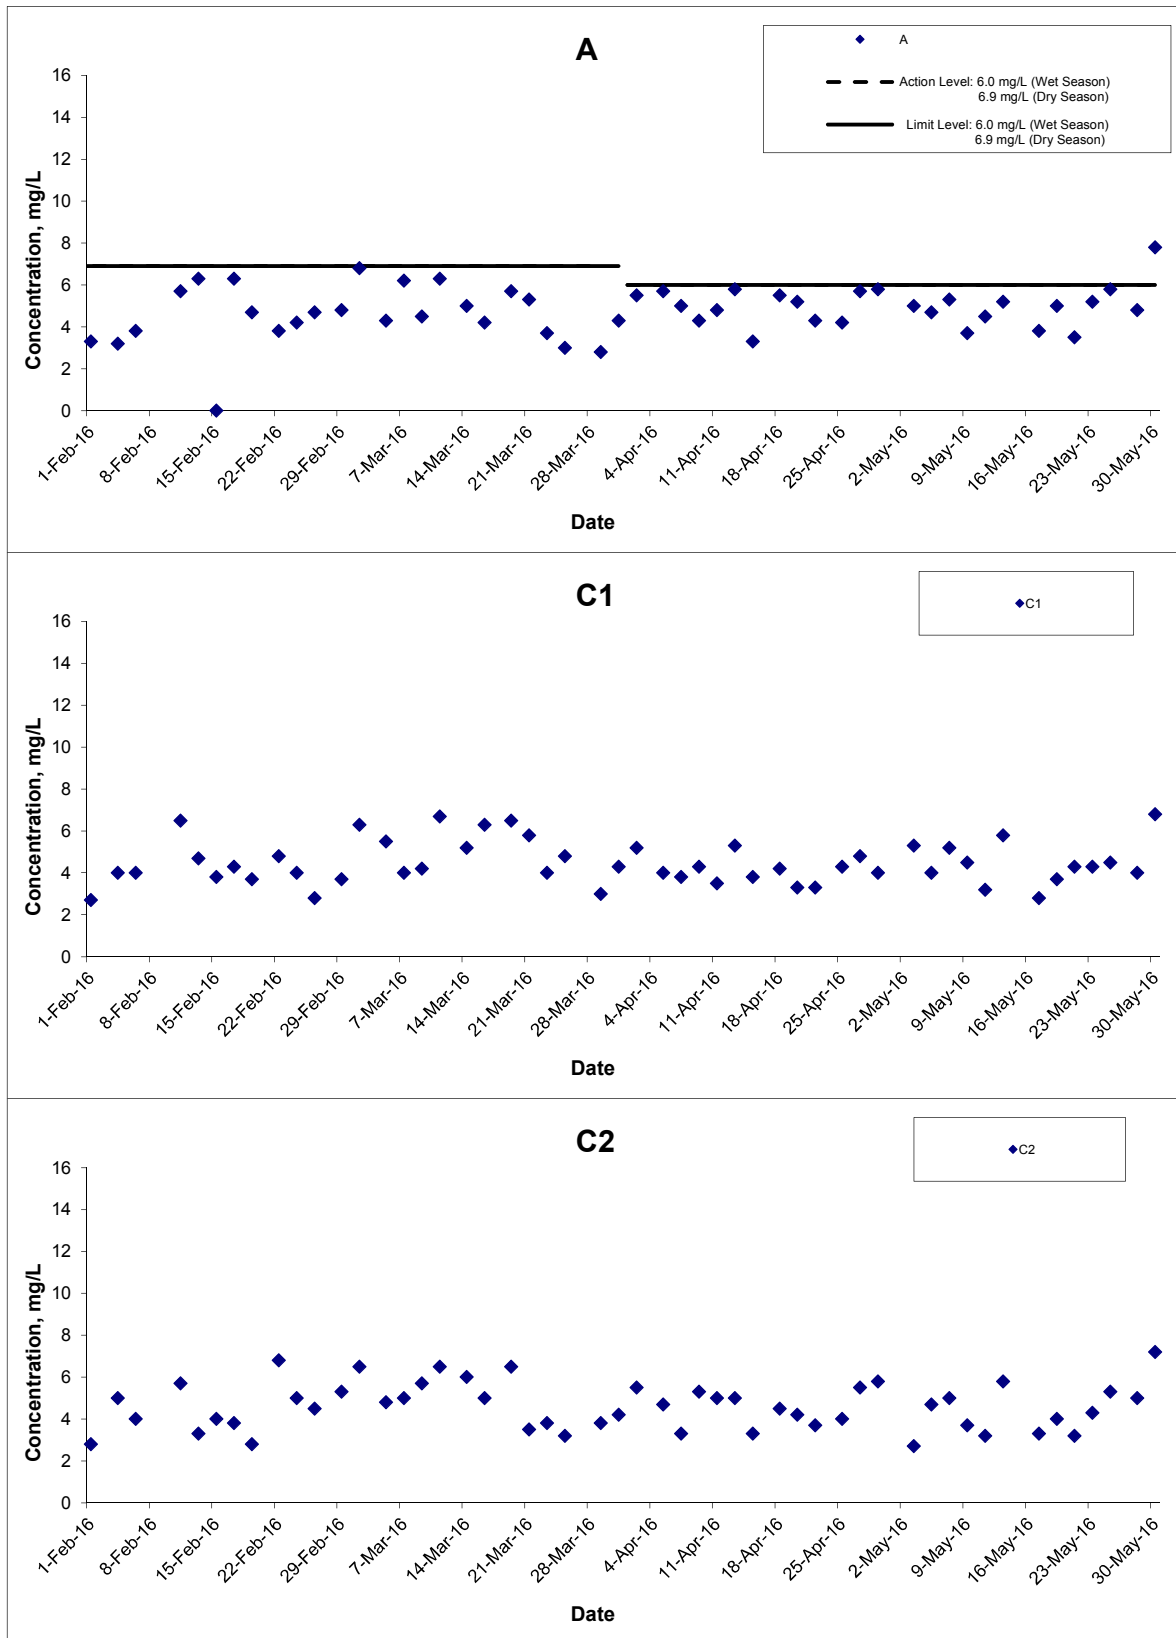 A
A
Action Level: 6.0 mg/L (Wet Season)
6.9 mg/L (Dry Season)
Limit Level: 6.0 mg/L (Wet Season)
6.9 mg/L (Dry Season)
Concentration, mg/L
16
14
12
10
8
6
4
2
0
1-Feb-16
8-Feb-16
15-Feb-16
22-Feb-16
29-Feb-16
7-Mar-16
14-Mar-16
21-Mar-16
28-Mar-16
4-Apr-16
11-Apr-16
18-Apr-16
25-Apr-16
2-May-16
9-May-16
16-May-16
23-May-16
30-May-16
Date
C1
C1
Concentration, mg/L
16
14
12
10
8
6
4
2
0
1-Feb-16
8-Feb-16
15-Feb-16
22-Feb-16
29-Feb-16
7-Mar-16
14-Mar-16
21-Mar-16
28-Mar-16
4-Apr-16
11-Apr-16
18-Apr-16
25-Apr-16
2-May-16
9-May-16
16-May-16
23-May-16
30-May-16
Date
C2
C2
Concentration, mg/L
16
14
12
10
8
6
4
2
0
1-Feb-16
8-Feb-16
15-Feb-16
22-Feb-16
29-Feb-16
7-Mar-16
14-Mar-16
21-Mar-16
28-Mar-16
4-Apr-16
11-Apr-16
18-Apr-16
25-Apr-16
2-May-16
9-May-16
16-May-16
23-May-16
30-May-16
Date